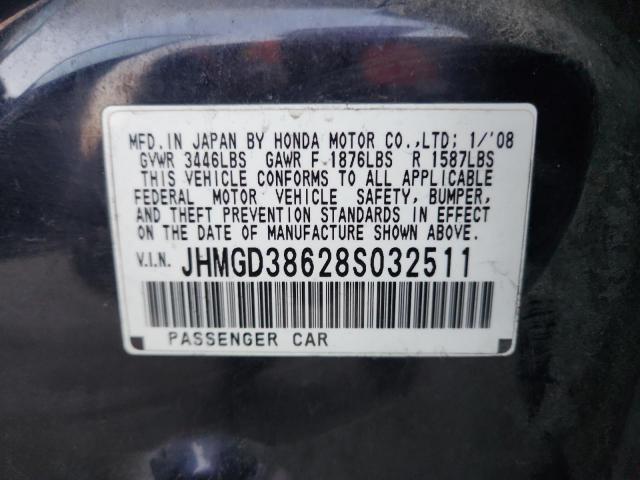 MFD. IN JAPAN BY HONDA MOTOR CO., LTD; 1/'08
GVWR 3446LBS GAWR F 1876LBS R 1587LBS
THIS VEHICLE CONFORMS TO ALL APPLICABLE
FEDERAL MOTOR VEHICLE SAFETY, BUMPER,
AND THEFT PREVENTION STANDARDS IN EFFECT
ON THE DATE OF MANUFACTURE SHOWN ABOVE.
V.I.N. JHMGD38628S032511
PASSENGER CAR